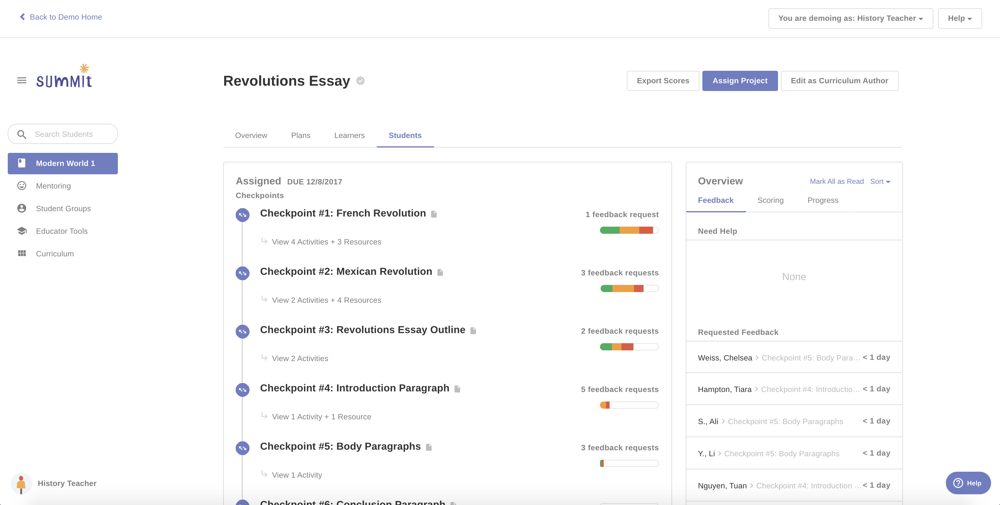 Back to Demo Home
You are demoing as: History Teacher
Help
summit
Revolutions Essay
Export Scores
Assign Project
Edit as Curriculum Author
Search Students
Modern World 1
Mentoring
Student Groups
Educator Tools
Curriculum
History Teacher
Overview
Plans
Learners
Students
Assigned DUE 12/8/2017
Checkpoints
Checkpoint #1: French Revolution
1 feedback request
View 4 Activities + 3 Resources
Checkpoint #2: Mexican Revolution
3 feedback requests
View 2 Activities + 4 Resources
Checkpoint #3: Revolutions Essay Outline
2 feedback requests
View 2 Activities
Checkpoint #4: Introduction Paragraph
5 feedback requests
View 1 Activity + 1 Resource
Checkpoint #5: Body Paragraphs
3 feedback requests
View 1 Activity
Checkpoint #6: Conclusion Paragraph
Overview
Mark All as Read
Sort
Feedback
Scoring
Progress
Need Help
None
Requested Feedback
Weiss, Chelsea > Checkpoint #5: Body Para... < 1 day
Hampton, Tiara > Checkpoint #4: Introductio... < 1 day
S., Ali > Checkpoint #5: Body Paragraphs < 1 day
Y., Li > Checkpoint #5: Body Paragraphs < 1 day
Nguyen, Tuan > Checkpoint #4: Introduction ... < 1 day
Help